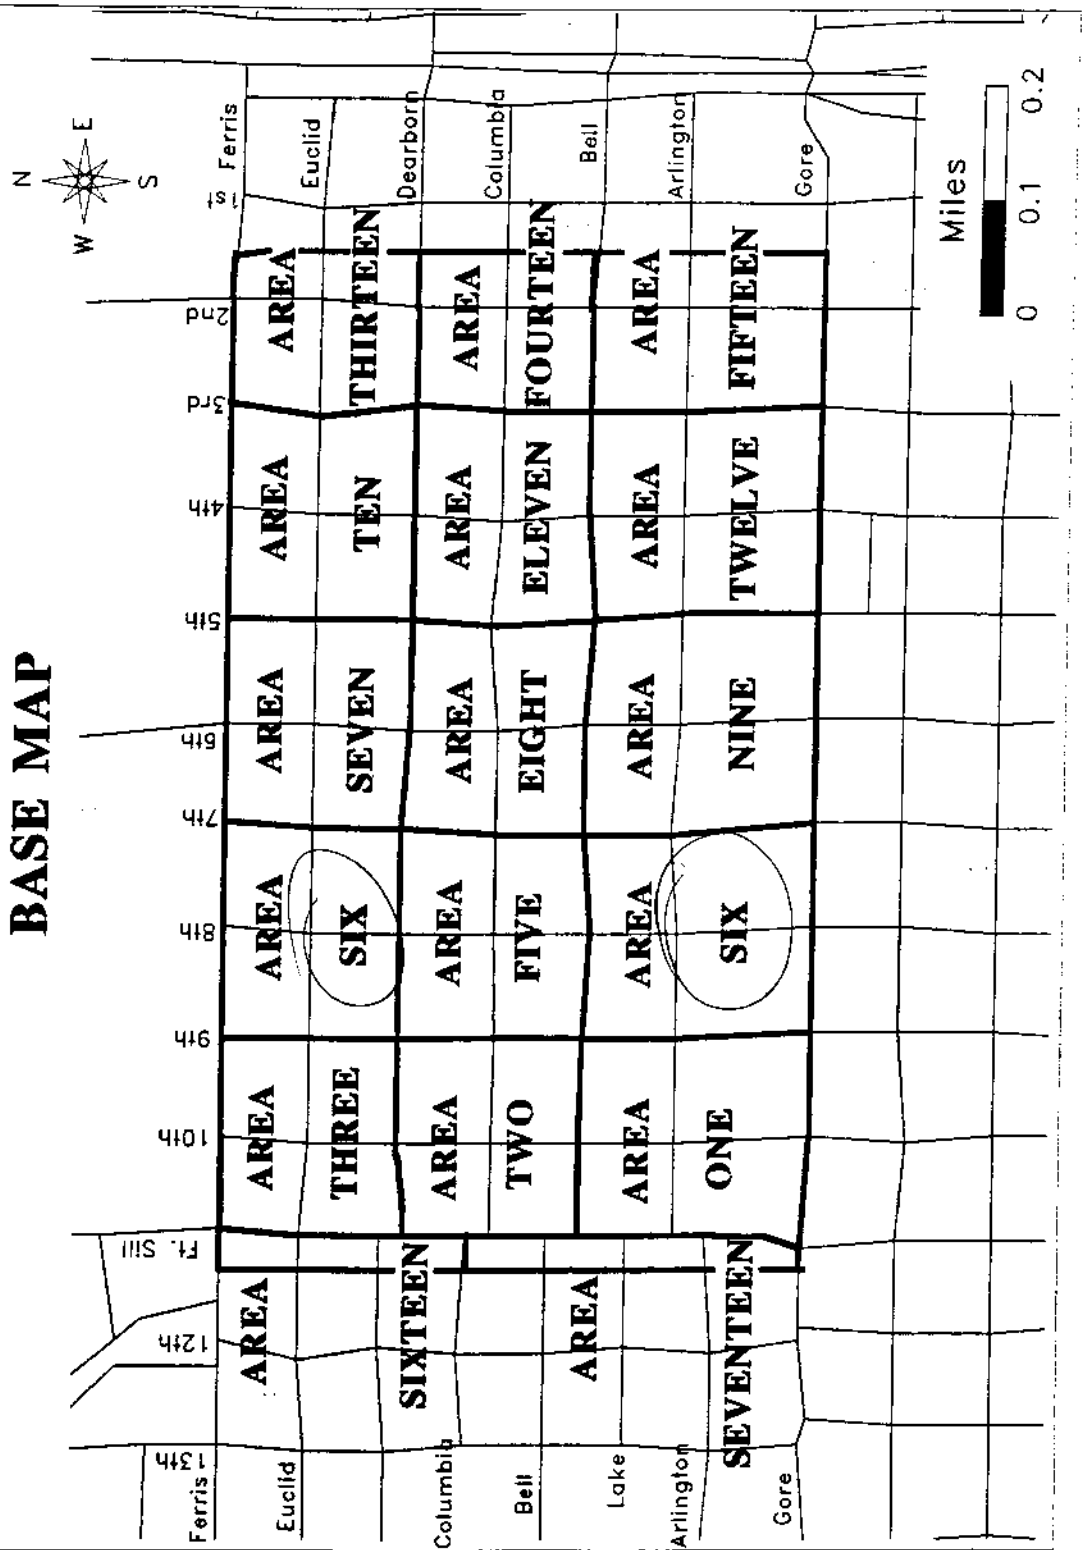 BASE MAP
N
W E
S
13th
12th
Ft. Sill
10th
9th
8th
7th
6th
5th
4th
3rd
2nd
1st
Ferris
Euclid
Columbia
Bell
Lake
Arlington
Gore
Ferris
Euclid
Dearborn
Columbia
Bell
Arlington
Gore
AREA
SIXTEEN
AREA
SEVENTEEN
AREA
THREE
AREA
TWO
AREA
ONE
AREA
SIX
AREA
FIVE
AREA
SIX
AREA
SEVEN
AREA
EIGHT
AREA
NINE
AREA
TEN
AREA
ELEVEN
AREA
TWELVE
AREA
THIRTEEN
AREA
FOURTEEN
AREA
FIFTEEN
Miles
0 0.1 0.2